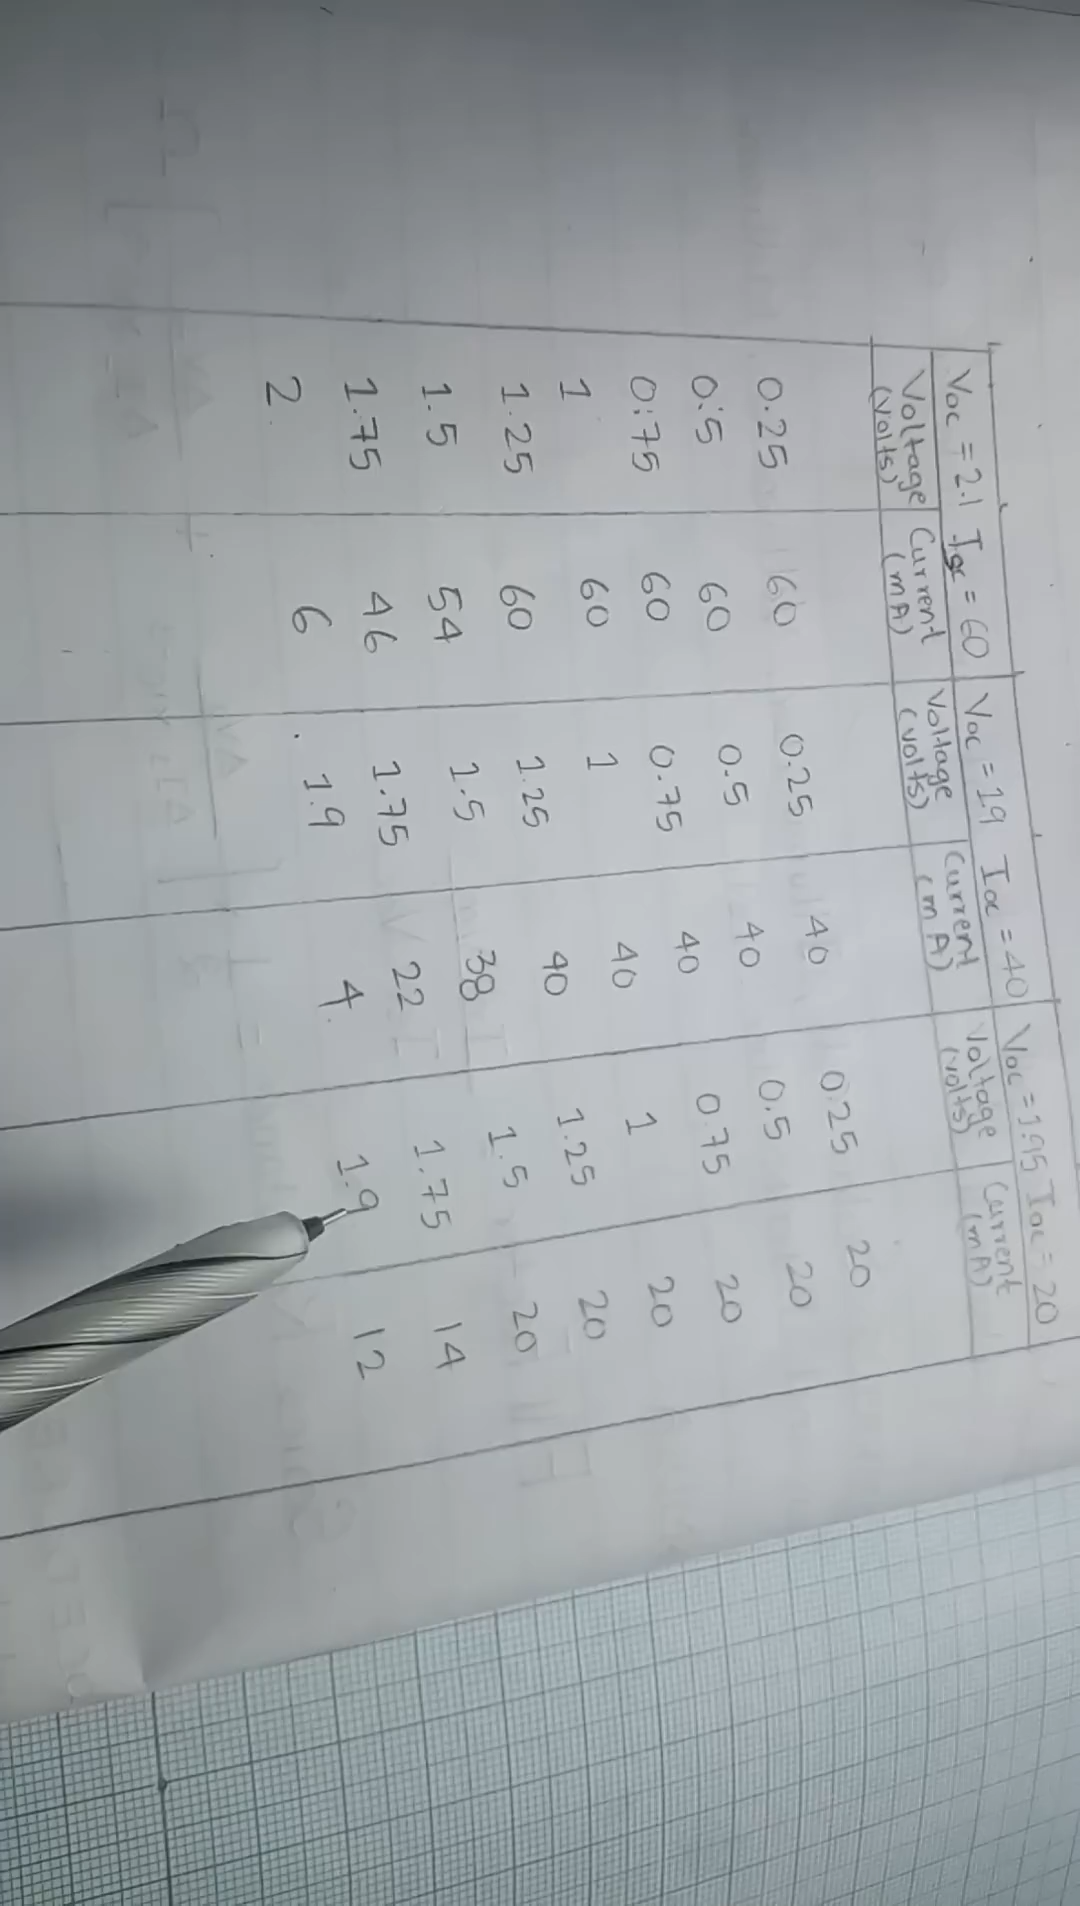 Voc = 2.1 Isc = 60 Voc = 19 Isc = 40 Voc = 1.95 Isc = 20
Voltage (volts) Current (mA) Voltage (volts) Current (mA) Voltage (volts) Current (mA)
0.25 60 0.25 40 0.25 20
0.5 60 0.5 40 0.5 20
0.75 60 0.75 40 0.75 20
1 60 1 40 1 20
1.25 60 1.25 40 1.25 20
1.5 54 1.5 38 1.5 20
1.75 46 1.75 22 1.75 14
2 6 1.9 4 1.9 12